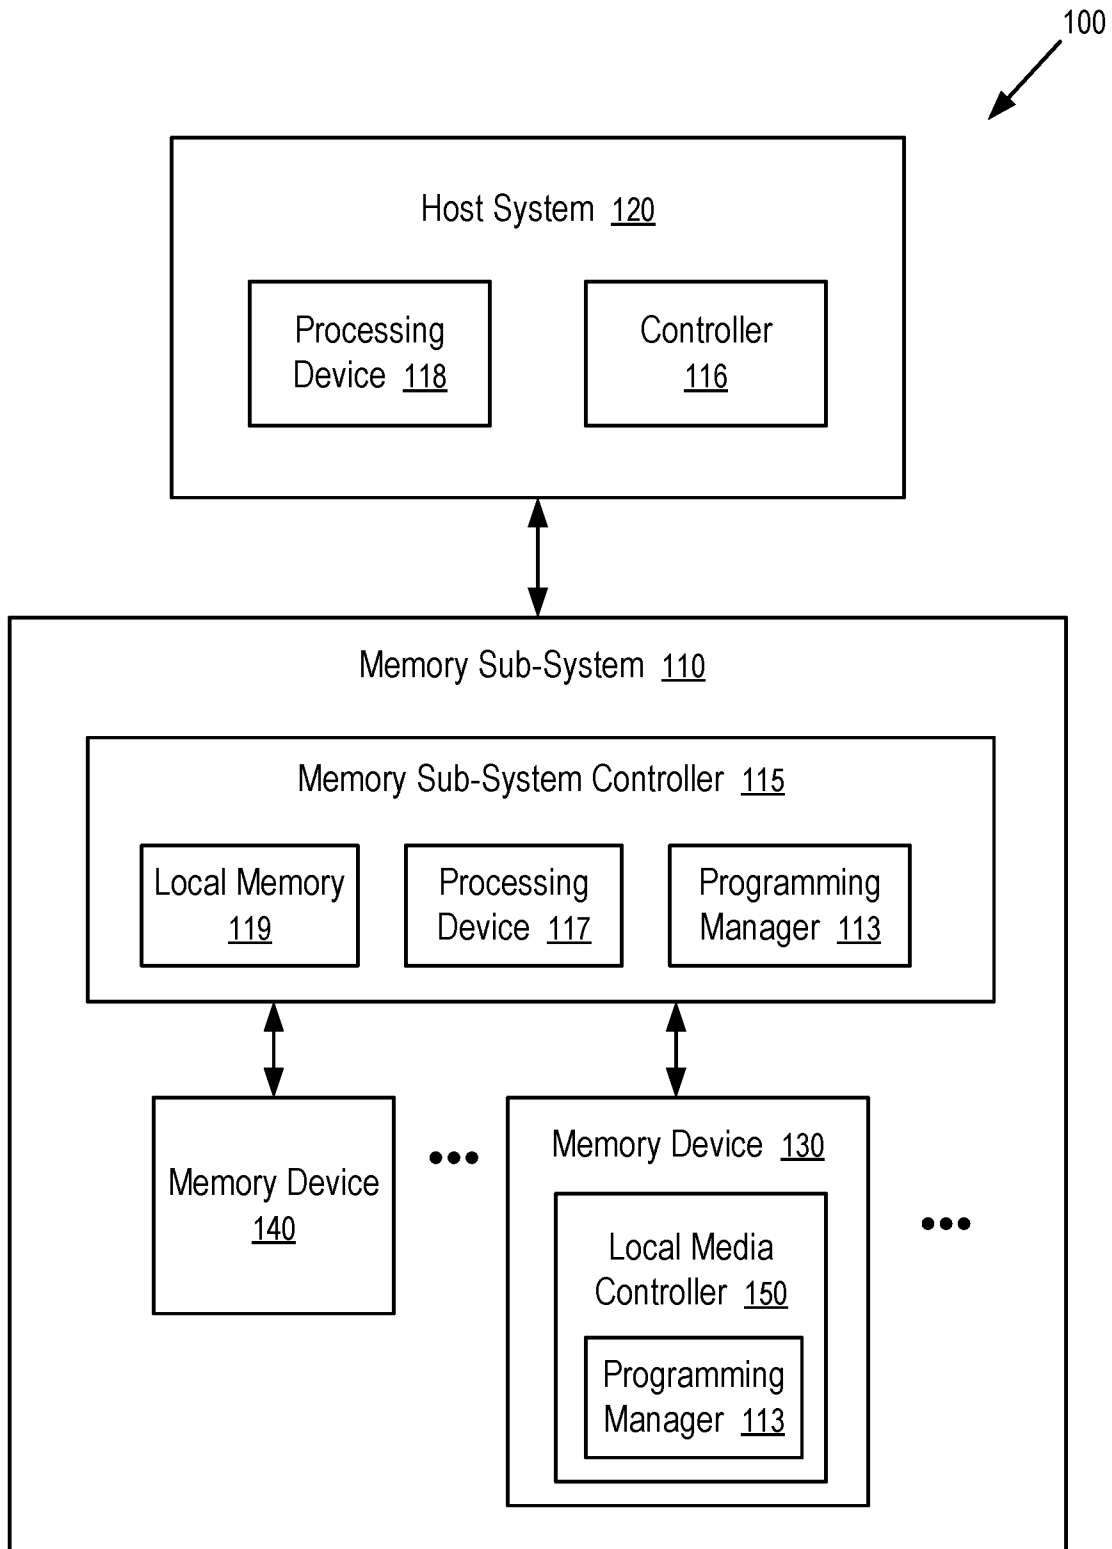 100
Host System 120
Processing
Device 118
Controller
116
Memory Sub-System 110
Memory Sub-System Controller 115
Local Memory
119
Processing
Device 117
Programming
Manager 113
Memory Device
140
Memory Device 130
Local Media
Controller 150
Programming
Manager 113